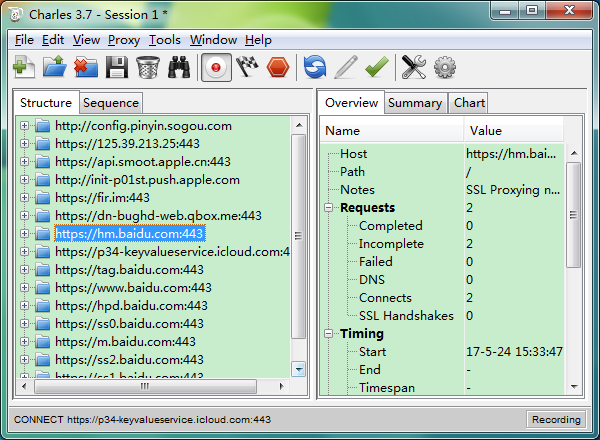 Charles 3.7 - Session 1 *
File Edit View Proxy Tools Window Help
Structure Sequence
http://config.pinyin.sogou.com
https://125.39.213.25:443
https://api.smoot.apple.cn:443
http://init-p01st.push.apple.com
https://fir.im:443
https://dn-bughd-web.qbox.me:443
https://hm.baidu.com:443
https://p34-keyvalueservice.icloud.com:4
https://tag.baidu.com:443
https://www.baidu.com:443
https://hpd.baidu.com:443
https://ss0.baidu.com:443
https://m.baidu.com:443
https://ss2.baidu.com:443
https://ss1.baidu.com:443
Overview Summary Chart
Name Value
Host https://hm.bai...
Path /
Notes SSL Proxying n...
Requests 2
Completed 0
Incomplete 2
Failed 0
DNS 0
Connects 2
SSL Handshakes 0
Timing
Start 17-5-24 15:33:47
End -
Timespan -
CONNECT https://p34-keyvalueservice.icloud.com:443
Recording